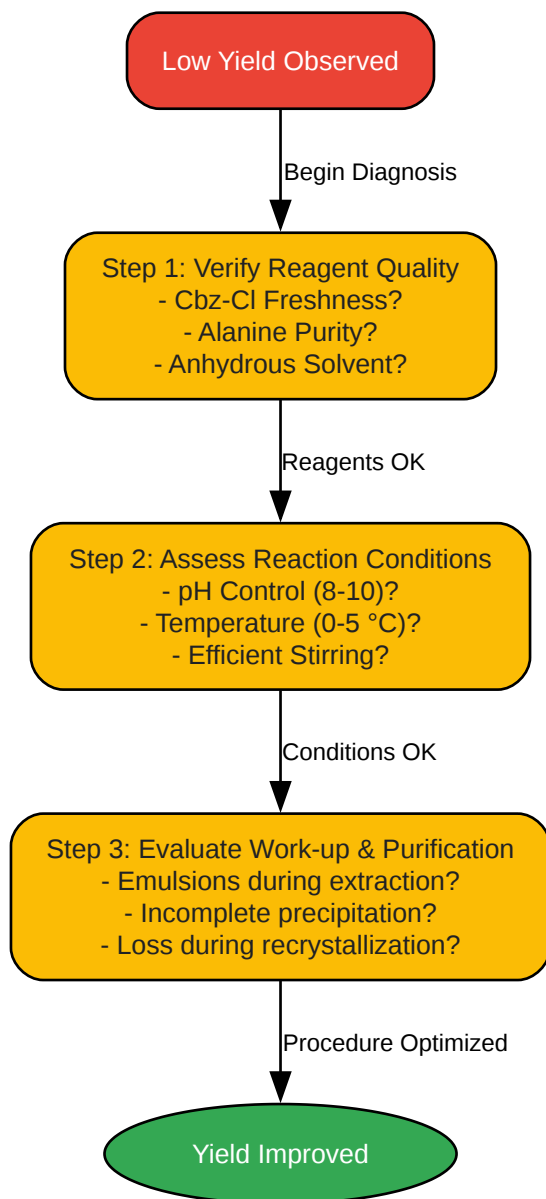 Low Yield Observed
Begin Diagnosis
Step 1: Verify Reagent Quality
- Cbz-Cl Freshness?
- Alanine Purity?
- Anhydrous Solvent?
Reagents OK
Step 2: Assess Reaction Conditions
- pH Control (8-10)?
- Temperature (0-5 °C)?
- Efficient Stirring?
Conditions OK
Step 3: Evaluate Work-up & Purification
- Emulsions during extraction?
- Incomplete precipitation?
- Loss during recrystallization?
Procedure Optimized
Yield Improved